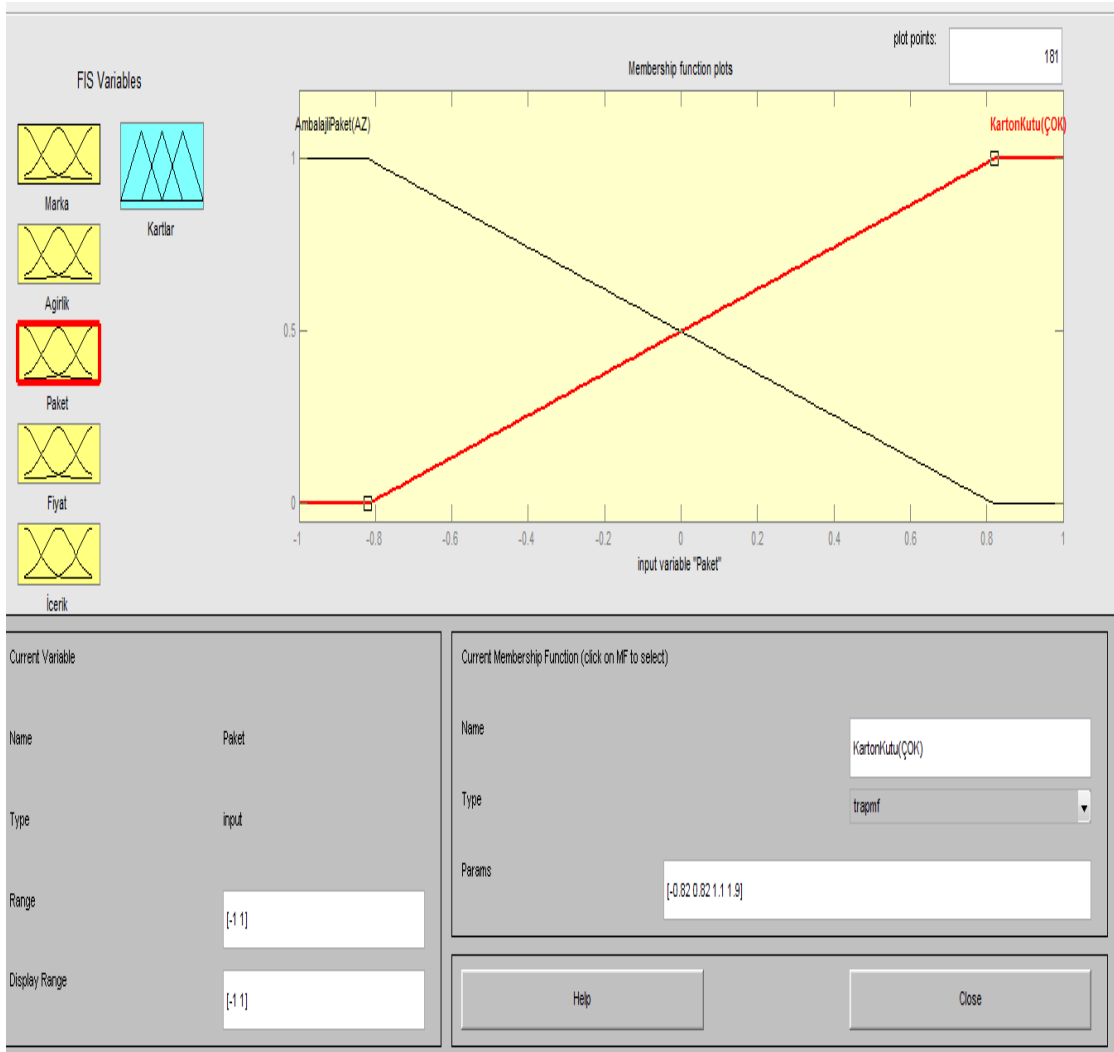 plot points:
181
FIS Variables
Membership function plots
AmbalajliPaket(AZ)
KartonKutu(ÇOK)
Marka
Kartlar
Agirlik
Paket
Fiyat
İcerik
1
0.5
0
-1
-0.8
-0.6
-0.4
-0.2
0
0.2
0.4
0.6
0.8
1
input variable "Paket"
Current Variable
Name
Paket
Type
input
Range
[-1 1]
Display Range
[-1 1]
Current Membership Function (click on MF to select)
Name
KartonKutu(ÇOK)
Type
trapmf
Params
[-0.82 0.82 1.1 1.9]
Help
Close